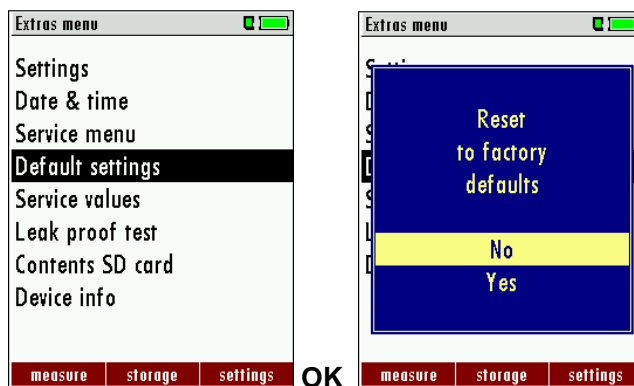 Extras menu
Settings
Date & time
Service menu
Default settings
Service values
Leak proof test
Contents SD card
Device info
measure storage settings
OK
Extras menu
Reset
to factory
defaults
No
Yes
measure storage settings